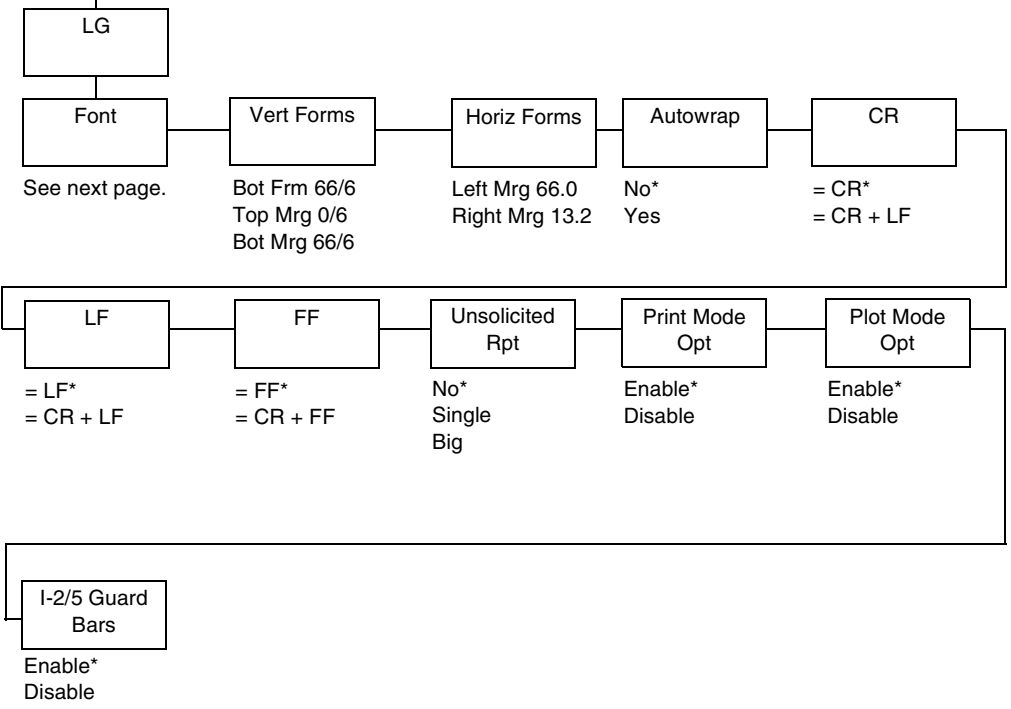 LG
Font
See next page.
Vert Forms
Bot Frm 66/6
Top Mrg 0/6
Bot Mrg 66/6
Horiz Forms
Left Mrg 66.0
Right Mrg 13.2
Autowrap
No*
Yes
CR
= CR*
= CR + LF
LF
= LF*
= CR + LF
FF
= FF*
= CR + FF
Unsolicited
Rpt
No*
Single
Big
Print Mode
Opt
Enable*
Disable
Plot Mode
Opt
Enable*
Disable
I-2/5 Guard
Bars
Enable*
Disable